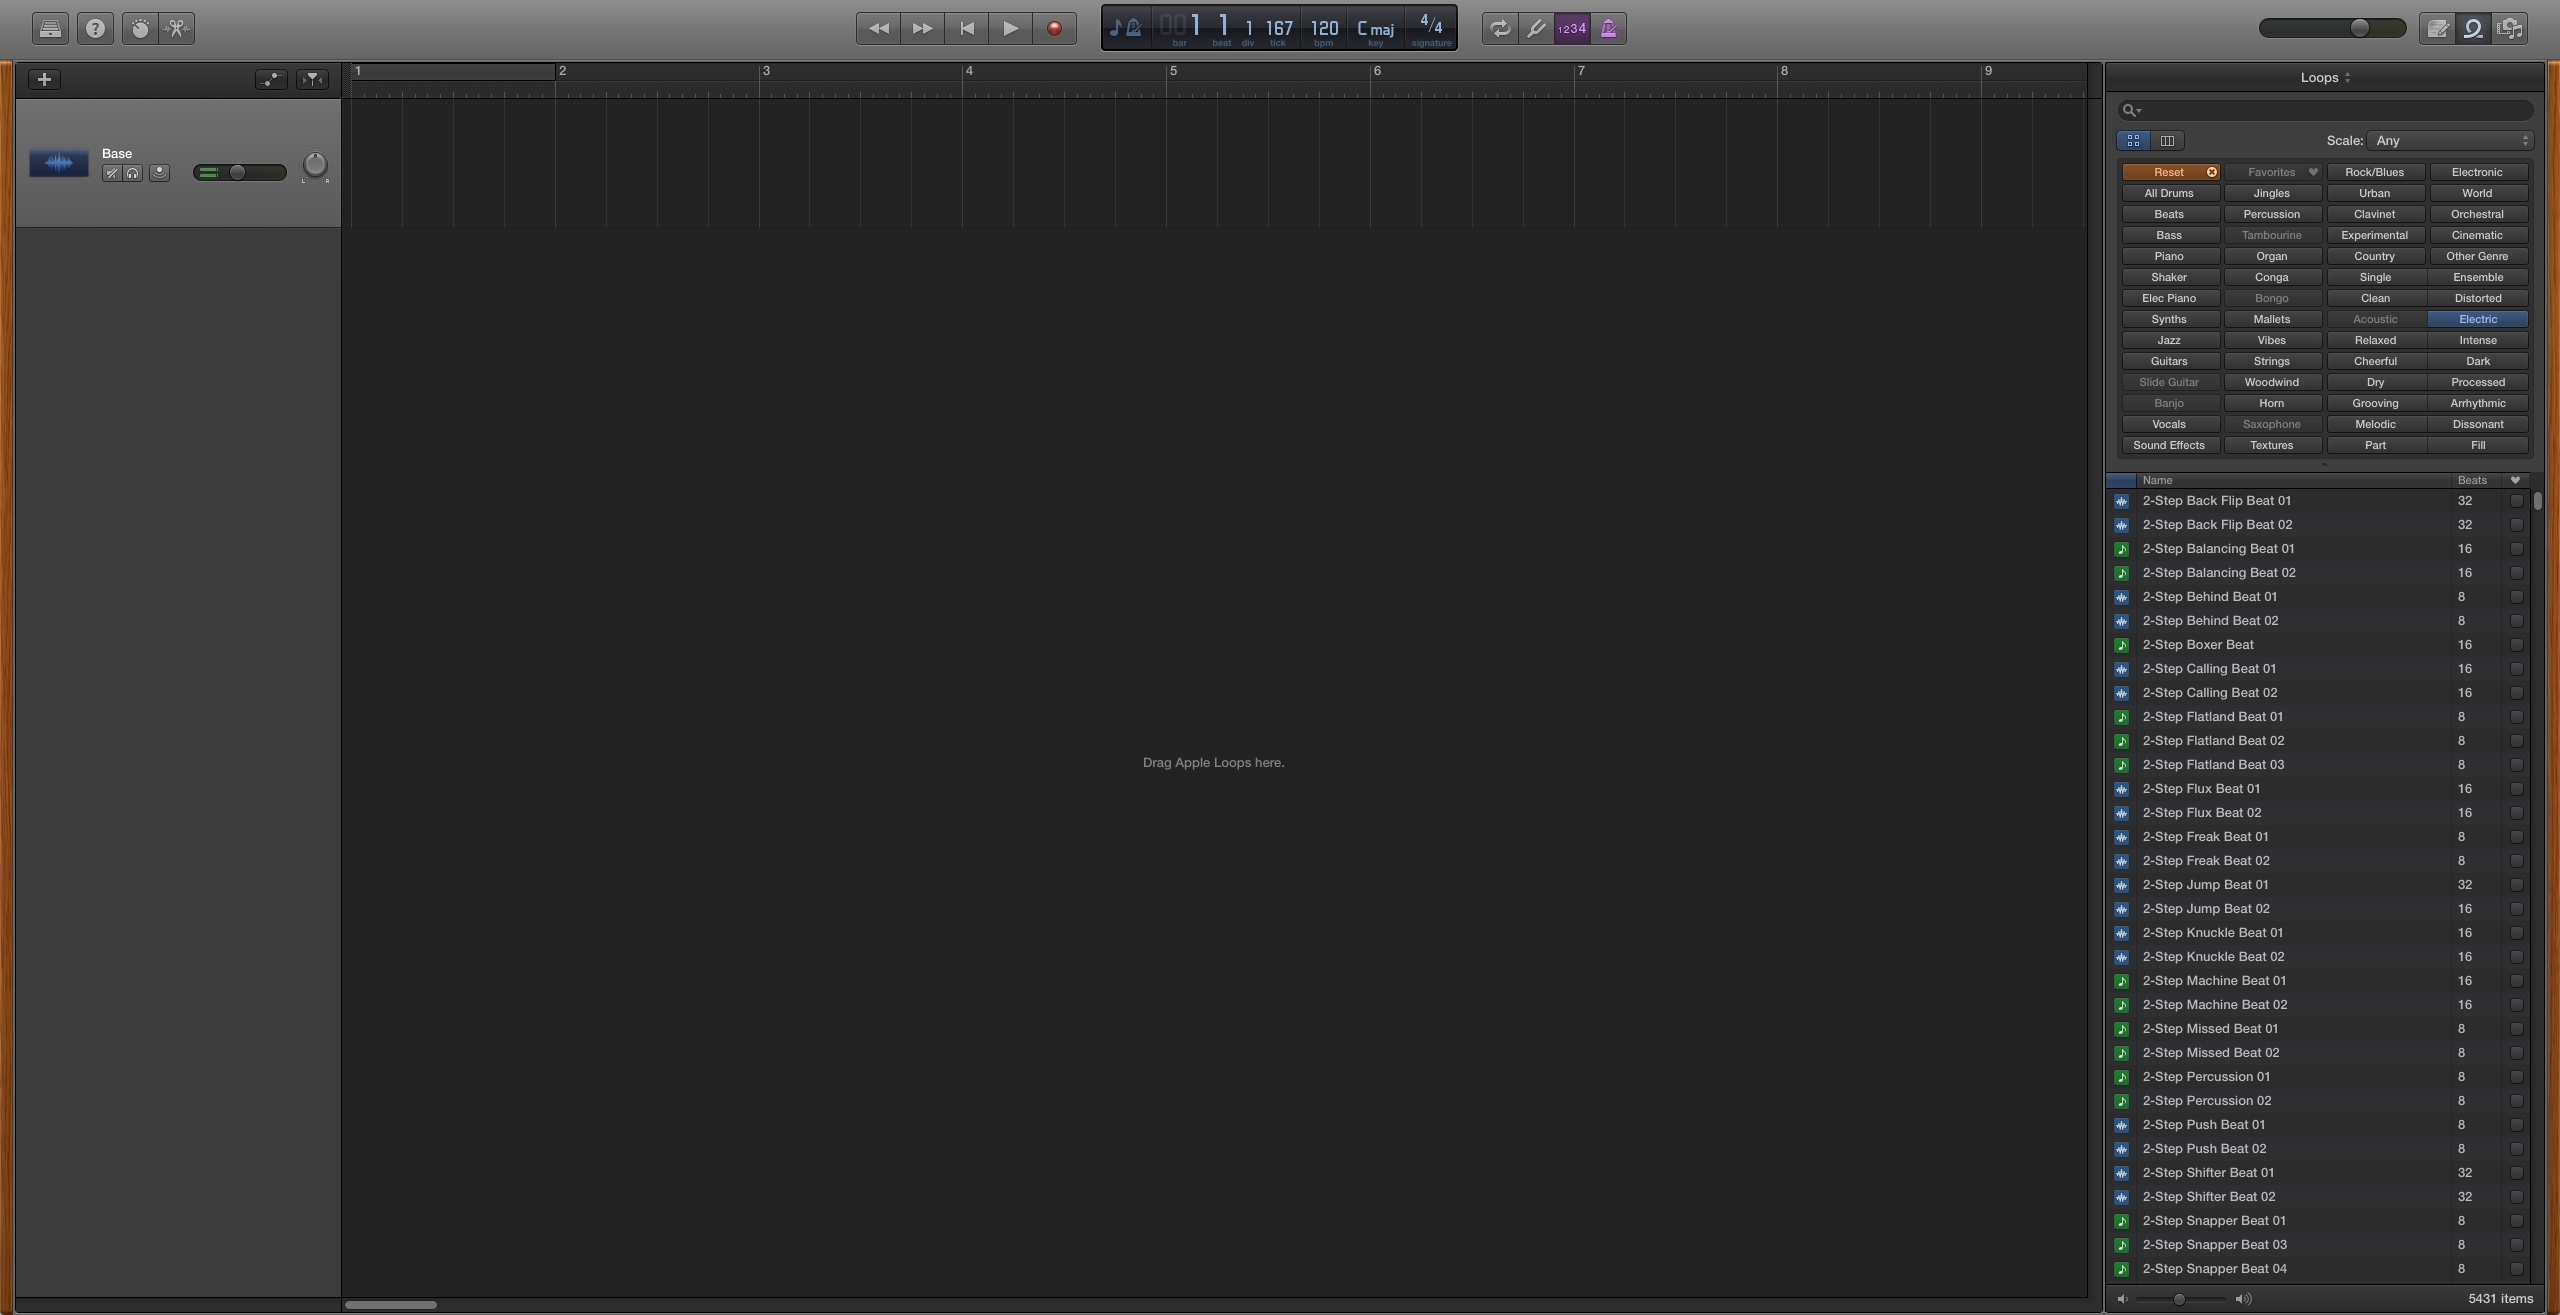 1 1 1 167 120 C maj 4/4
bar beat div tick bpm key signature
1234
1 2 3 4 5 6 7 8 9
Base
L R
Drag Apple Loops here.
Loops
Scale: Any
Reset Favorites Rock/Blues Electronic
All Drums Jingles Urban World
Beats Percussion Clavinet Orchestral
Bass Tambourine Experimental Cinematic
Piano Organ Country Other Genre
Shaker Conga Single Ensemble
Elec Piano Bongo Clean Distorted
Synths Mallets Acoustic Electric
Jazz Vibes Relaxed Intense
Guitars Strings Cheerful Dark
Slide Guitar Woodwind Dry Processed
Banjo Horn Grooving Arrhythmic
Vocals Saxophone Melodic Dissonant
Sound Effects Textures Part Fill
Name Beats
2-Step Back Flip Beat 01 32
2-Step Back Flip Beat 02 32
2-Step Balancing Beat 01 16
2-Step Balancing Beat 02 16
2-Step Behind Beat 01 8
2-Step Behind Beat 02 8
2-Step Boxer Beat 16
2-Step Calling Beat 01 16
2-Step Calling Beat 02 16
2-Step Flatland Beat 01 8
2-Step Flatland Beat 02 8
2-Step Flatland Beat 03 8
2-Step Flux Beat 01 16
2-Step Flux Beat 02 16
2-Step Freak Beat 01 8
2-Step Freak Beat 02 8
2-Step Jump Beat 01 32
2-Step Jump Beat 02 16
2-Step Knuckle Beat 01 16
2-Step Knuckle Beat 02 16
2-Step Machine Beat 01 16
2-Step Machine Beat 02 16
2-Step Missed Beat 01 8
2-Step Missed Beat 02 8
2-Step Percussion 01 8
2-Step Percussion 02 8
2-Step Push Beat 01 8
2-Step Push Beat 02 8
2-Step Shifter Beat 01 32
2-Step Shifter Beat 02 32
2-Step Snapper Beat 01 8
2-Step Snapper Beat 03 8
2-Step Snapper Beat 04 8
5431 items